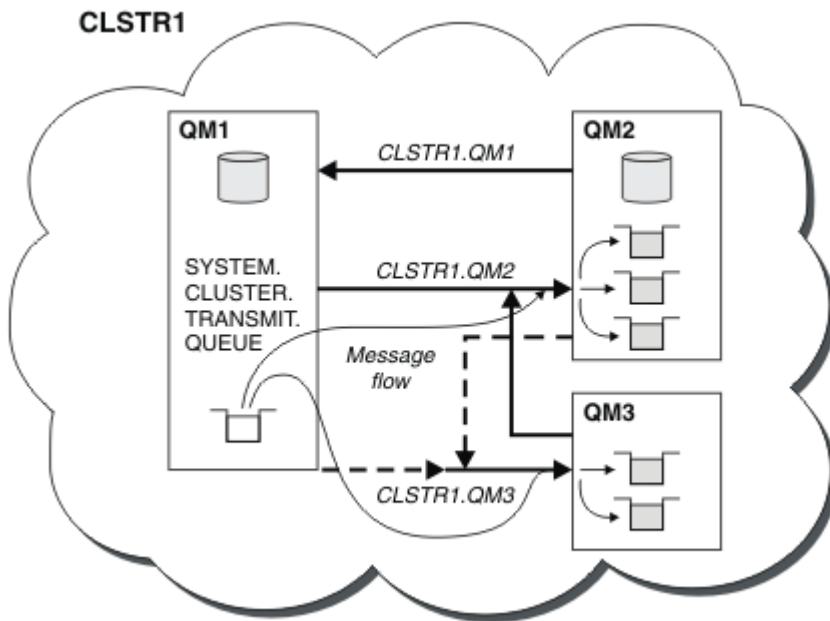 CLSTR1
QM1
QM2
CLSTR1.QM1
SYSTEM.
CLUSTER.
TRANSMIT.
QUEUE
CLSTR1.QM2
Message
flow
QM3
CLSTR1.QM3